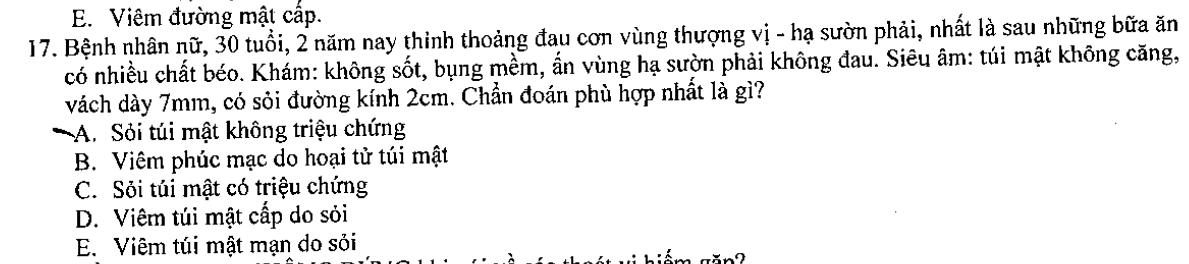 E. Viêm đường mật cấp.
17. Bệnh nhân nữ, 30 tuổi, 2 năm nay thỉnh thoảng đau cơn vùng thượng vị - hạ sườn phải, nhất là sau những bữa ăn
có nhiều chất béo. Khám: không sốt, bụng mềm, ấn vùng hạ sườn phải không đau. Siêu âm: túi mật không căng,
vách dày 7mm, có sỏi đường kính 2cm. Chẩn đoán phù hợp nhất là gì?
A. Sỏi túi mật không triệu chứng
B. Viêm phúc mạc do hoại tử túi mật
C. Sỏi túi mật có triệu chứng
D. Viêm túi mật cấp do sỏi
E. Viêm túi mật mạn do sỏi
hiếm gặp?